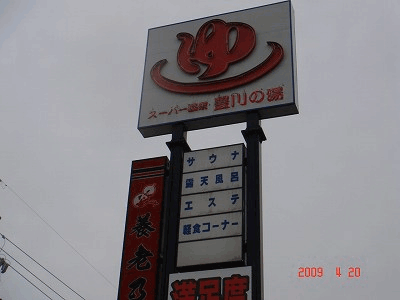 ゆ
スーパー銭湯・豊川の湯
サウナ
露天風呂
エステ
軽食コーナー
養老乃
満足度
2009 4 20